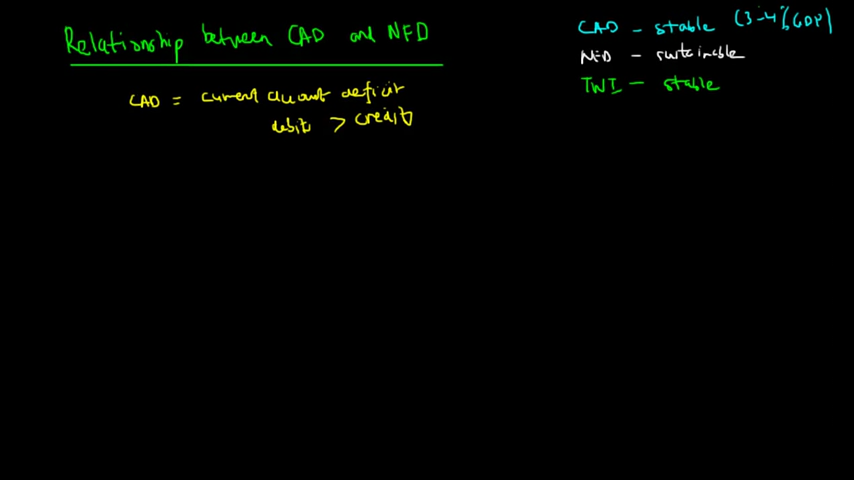 Relationship between CAD and NFD
CAD = current account deficit
debits > credits
CAD - stable (3-4% GDP)
NFD - sustainable
TWI - stable